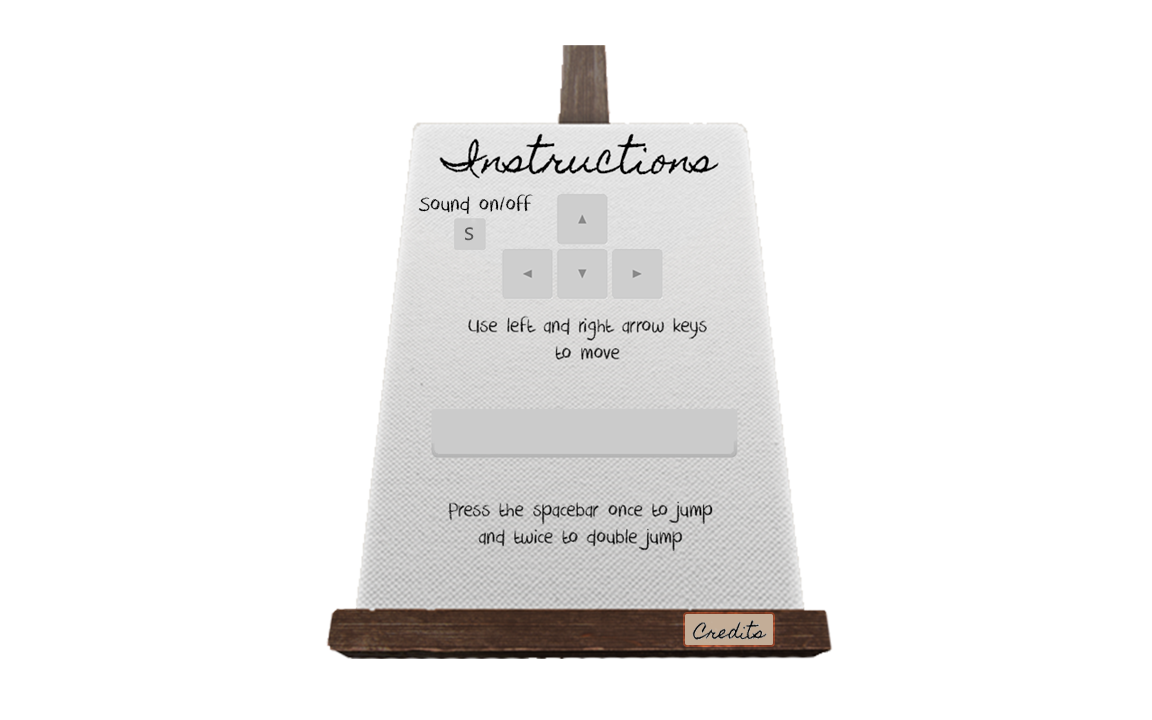 Instructions
Sound on/off
S
Use left and right arrow keys
to move
Press the spacebar once to jump
and twice to double jump
Credits